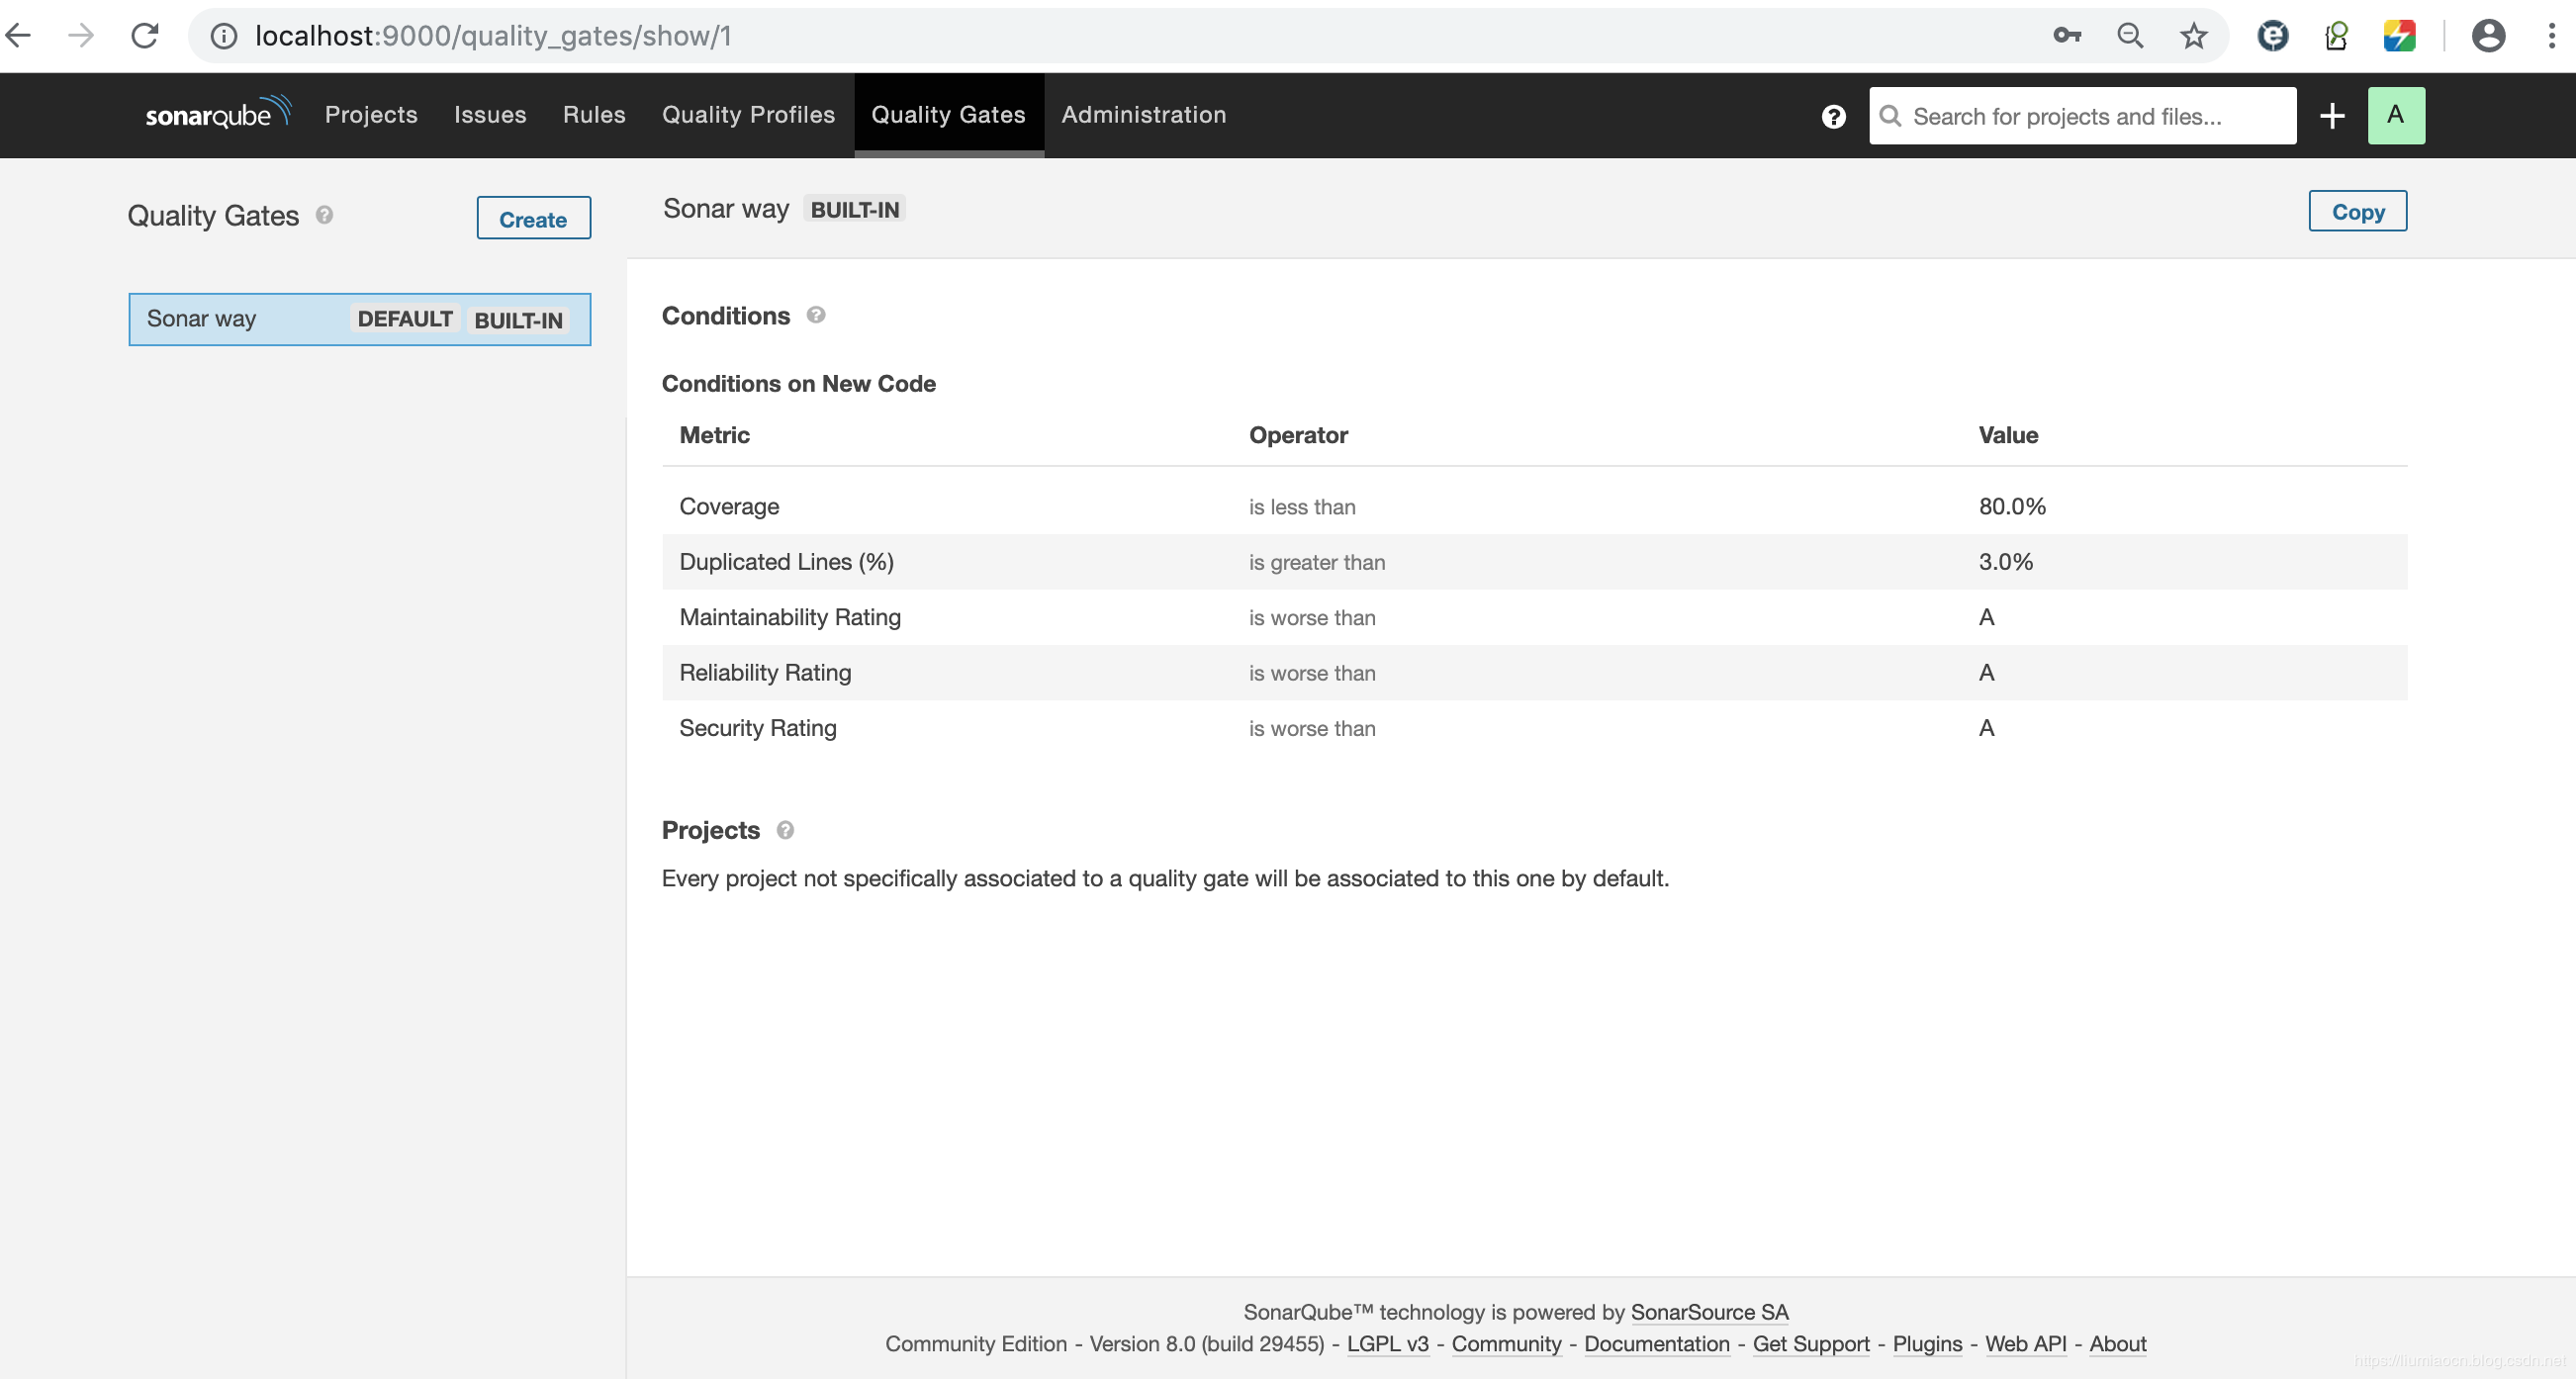 localhost:9000/quality_gates/show/1
sonarqube Projects Issues Rules Quality Profiles Quality Gates Administration ? Search for projects and files... + A
Quality Gates ? Create
Sonar way DEFAULT BUILT-IN
Sonar way BUILT-IN Copy
Conditions ?
Conditions on New Code
Metric Operator Value
Coverage is less than 80.0%
Duplicated Lines (%) is greater than 3.0%
Maintainability Rating is worse than A
Reliability Rating is worse than A
Security Rating is worse than A
Projects ?
Every project not specifically associated to a quality gate will be associated to this one by default.
SonarQube™ technology is powered by SonarSource SA
Community Edition - Version 8.0 (build 29455) - LGPL v3 - Community - Documentation - Get Support - Plugins - Web API - About
https://liumiaocn.blog.csdn.net